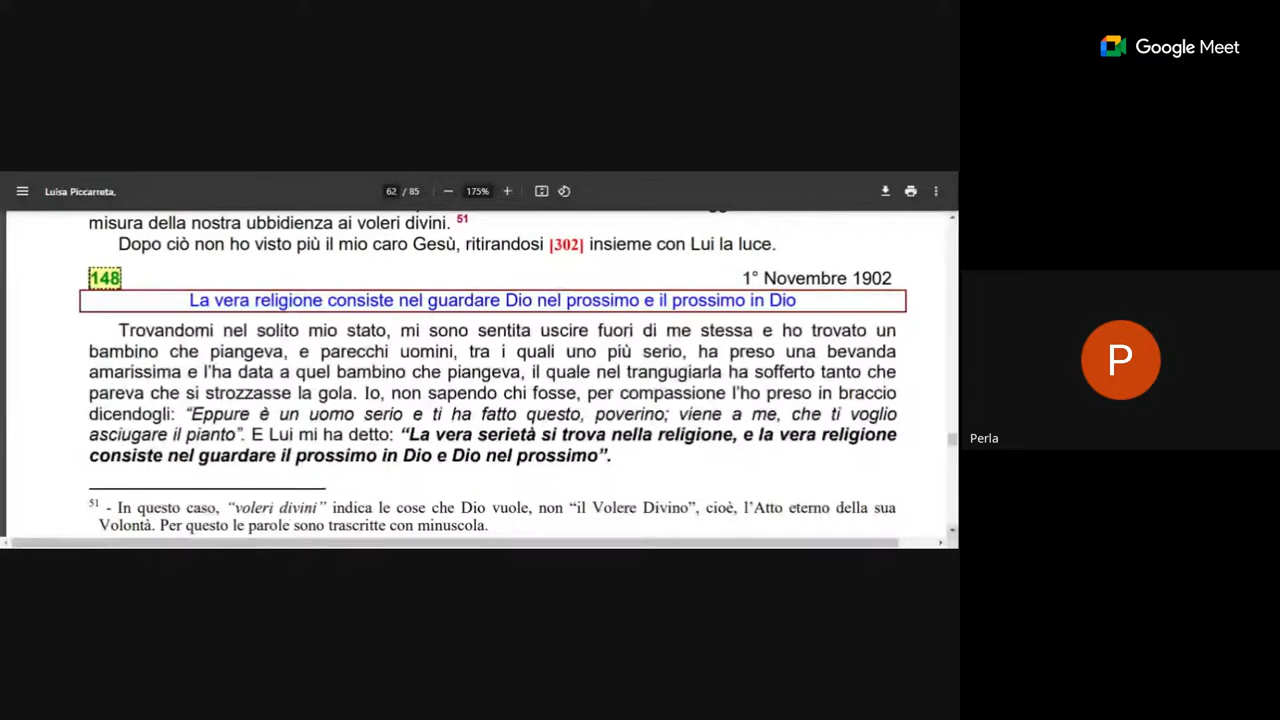 Google Meet
Luisa Piccarreta,
62 / 85
175%
misura della nostra ubbidienza ai voleri divini. 51
Dopo ciò non ho visto più il mio caro Gesù, ritirandosi |302| insieme con Lui la luce.
148
1° Novembre 1902
La vera religione consiste nel guardare Dio nel prossimo e il prossimo in Dio
Trovandomi nel solito mio stato, mi sono sentita uscire fuori di me stessa e ho trovato un
bambino che piangeva, e parecchi uomini, tra i quali uno più serio, ha preso una bevanda
amarissima e l’ha data a quel bambino che piangeva, il quale nel trangugiarla ha sofferto tanto che
pareva che si strozzasse la gola. Io, non sapendo chi fosse, per compassione l’ho preso in braccio
dicendogli: “Eppure è un uomo serio e ti ha fatto questo, poverino; viene a me, che ti voglio
asciugare il pianto”. E Lui mi ha detto: “La vera serietà si trova nella religione, e la vera religione
consiste nel guardare il prossimo in Dio e Dio nel prossimo”.
51 - In questo caso, “voleri divini” indica le cose che Dio vuole, non “il Volere Divino”, cioè, l’Atto eterno della sua
Volontà. Per questo le parole sono trascritte con minuscola.
P
Perla